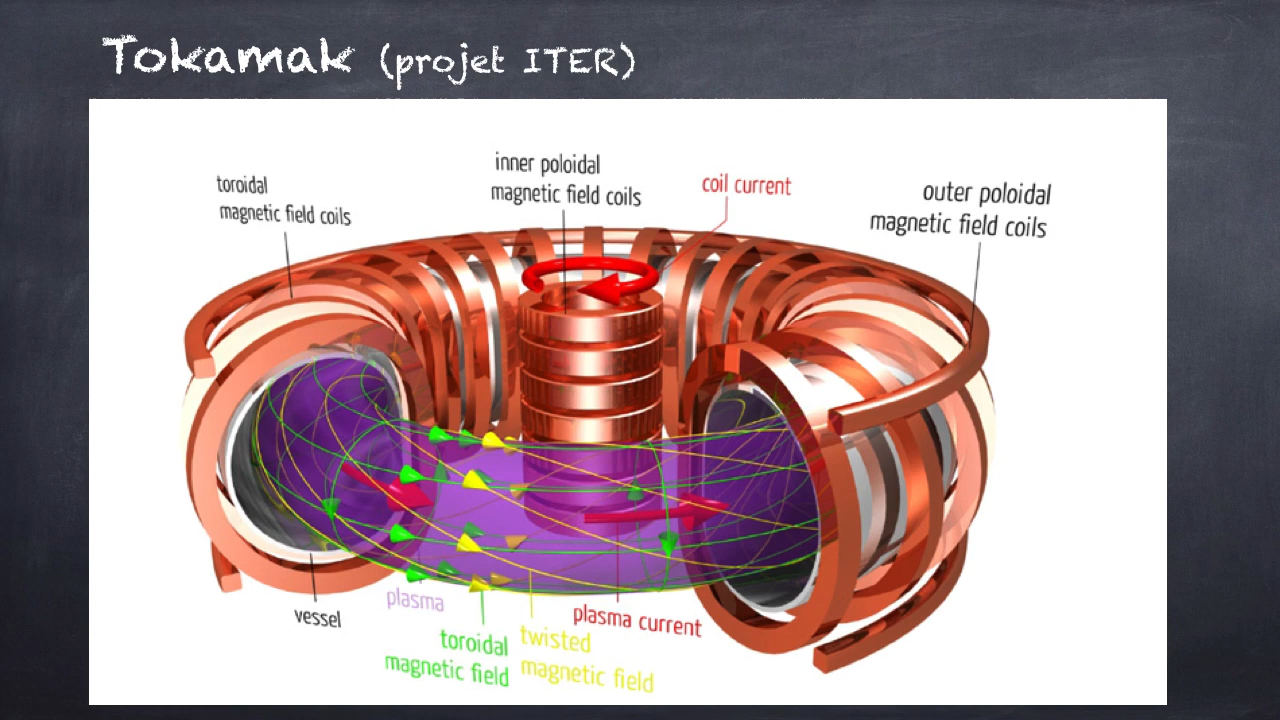 Tokamak (projet ITER)
toroidal
magnetic field coils
inner poloidal
magnetic field coils
coil current
outer poloidal
magnetic field coils
vessel
plasma
toroidal
magnetic field
twisted
magnetic field
plasma current